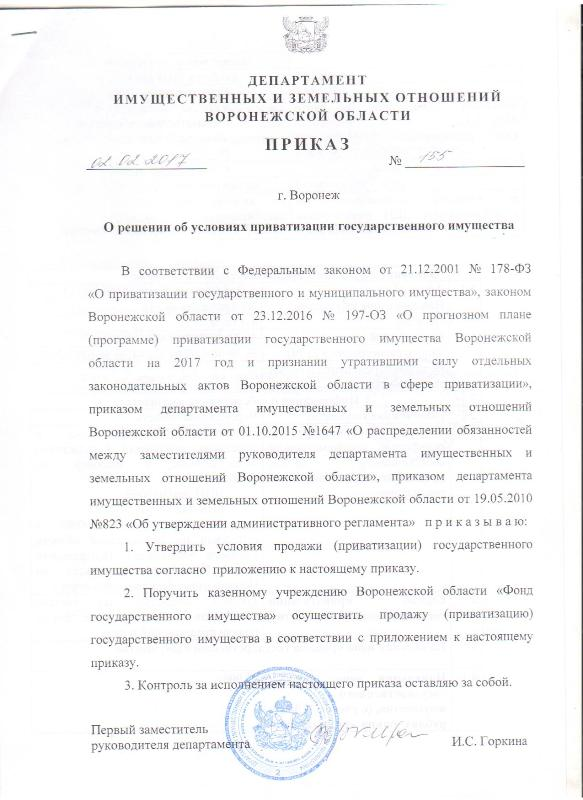 ДЕПАРТАМЕНТ
ИМУЩЕСТВЕННЫХ И ЗЕМЕЛЬНЫХ ОТНОШЕНИЙ
ВОРОНЕЖСКОЙ ОБЛАСТИ
ПРИКАЗ
02.02.2017 № 155
г. Воронеж
О решении об условиях приватизации государственного имущества
В соответствии с Федеральным законом от 21.12.2001 № 178-ФЗ
«О приватизации государственного и муниципального имущества», законом
Воронежской области от 23.12.2016 № 197-ОЗ «О прогнозном плане
(программе) приватизации государственного имущества Воронежской
области на 2017 год и признании утратившими силу отдельных
законодательных актов Воронежской области в сфере приватизации»,
приказом департамента имущественных и земельных отношений
Воронежской области от 01.10.2015 №1647 «О распределении обязанностей
между заместителями руководителя департамента имущественных и
земельных отношений Воронежской области», приказом департамента
имущественных и земельных отношений Воронежской области от 19.05.2010
№823 «Об утверждении административного регламента» п р и к а з ы в а ю:
1. Утвердить условия продажи (приватизации) государственного
имущества согласно приложению к настоящему приказу.
2. Поручить казенному учреждению Воронежской области «Фонд
государственного имущества» осуществить продажу (приватизацию)
государственного имущества в соответствии с приложением к настоящему
приказу.
3. Контроль за исполнением настоящего приказа оставляю за собой.
Первый заместитель
руководителя департамента И.С. Горкина
2